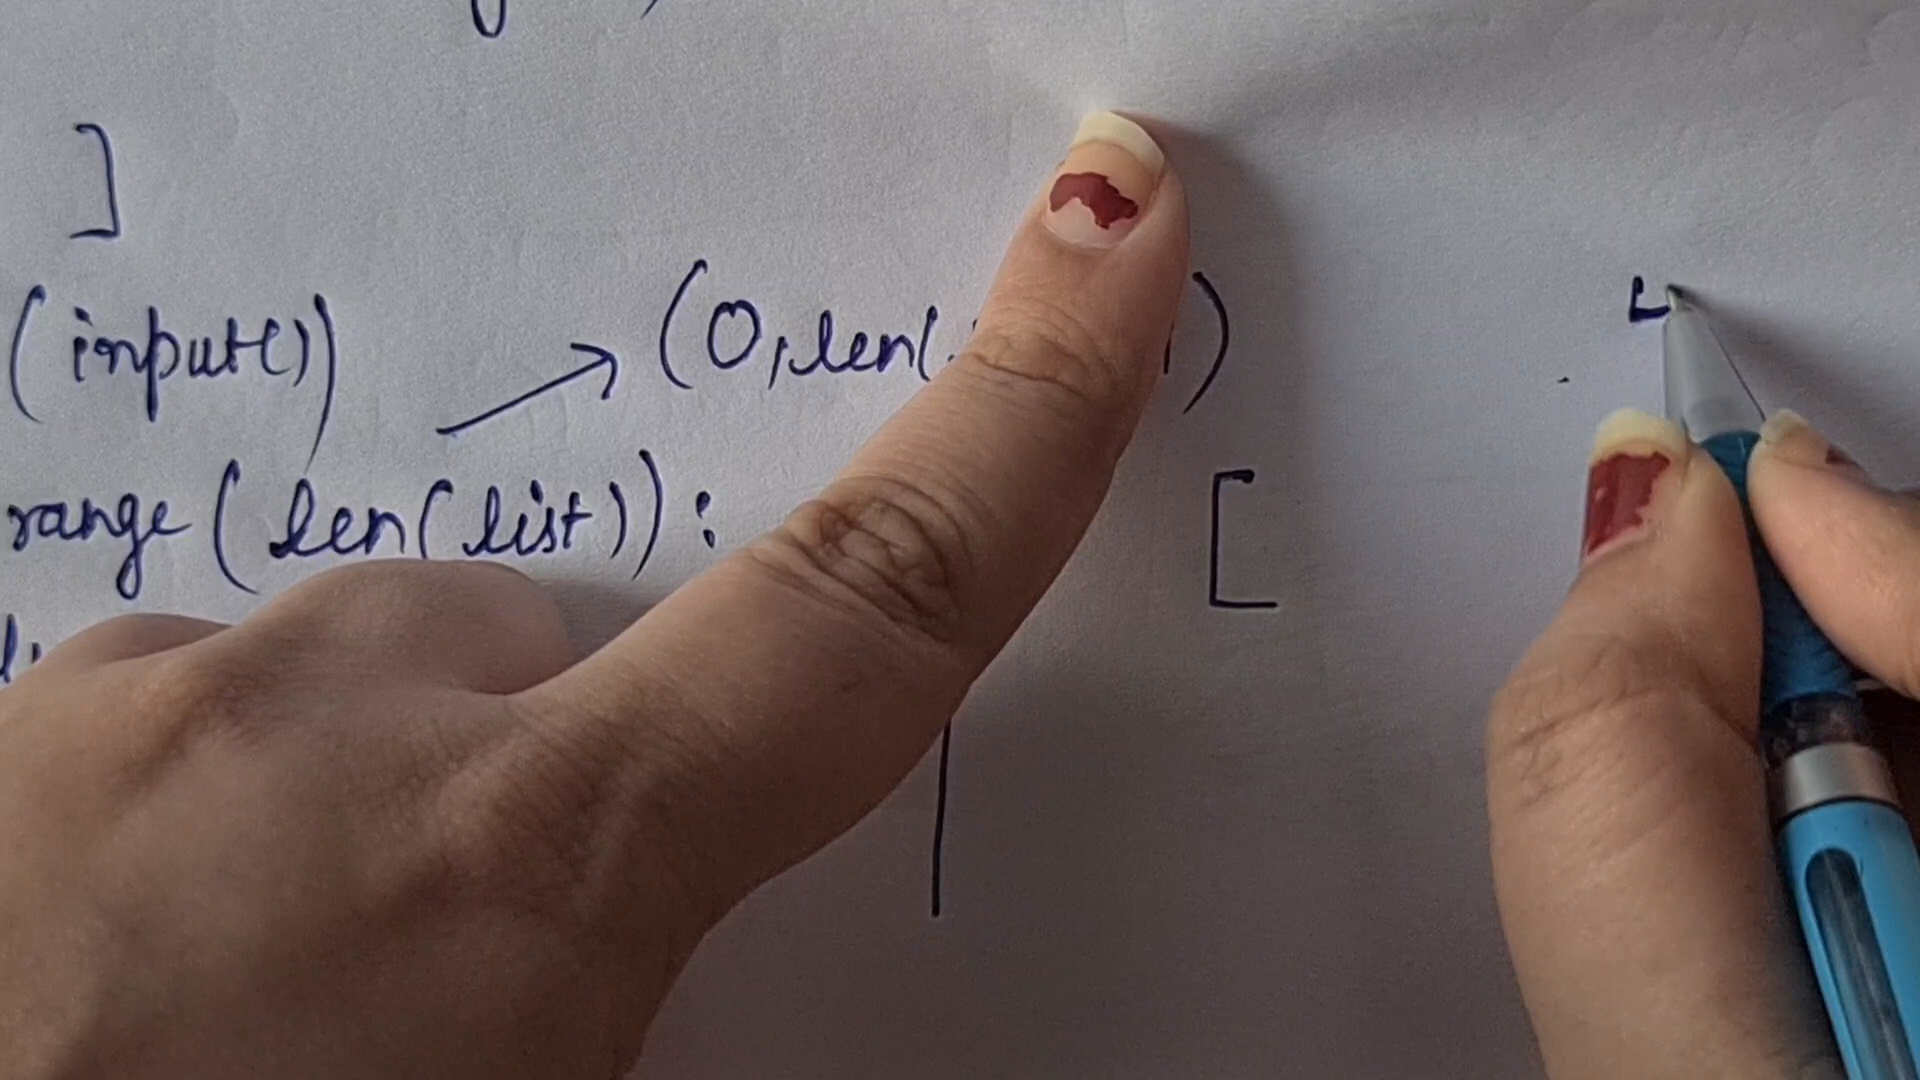 ]
(input())
(0, len(
)
range(len(list)):
[